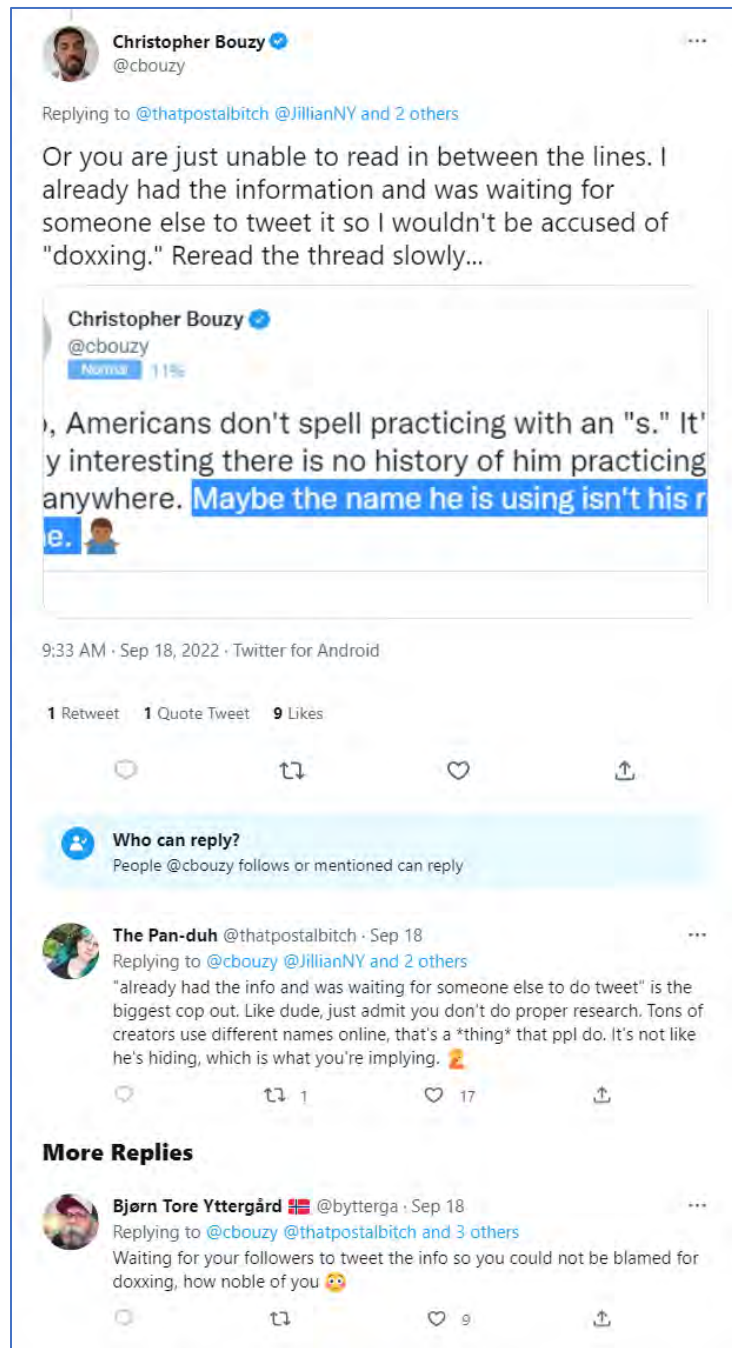 Christopher Bouzy
@cbouzy
Replying to @thatpostalbitch @JillianNY and 2 others
Or you are just unable to read in between the lines. I
already had the information and was waiting for
someone else to tweet it so I wouldn't be accused of
"doxxing." Reread the thread slowly...
Christopher Bouzy
@cbouzy
Normal 11%
, Americans don't spell practicing with an "s." It'
y interesting there is no history of him practicing
anywhere. Maybe the name he is using isn't his r
e.
9:33 AM · Sep 18, 2022 · Twitter for Android
1 Retweet 1 Quote Tweet 9 Likes
Who can reply?
People @cbouzy follows or mentioned can reply
The Pan-duh @thatpostalbitch · Sep 18
Replying to @cbouzy @JillianNY and 2 others
"already had the info and was waiting for someone else to do tweet" is the
biggest cop out. Like dude, just admit you don't do proper research. Tons of
creators use different names online, that's a *thing* that ppl do. It's not like
he's hiding, which is what you're implying.
1 17
More Replies
Bjørn Tore Yttergård @bytterga · Sep 18
Replying to @cbouzy @thatpostalbitch and 3 others
Waiting for your followers to tweet the info so you could not be blamed for
doxxing, how noble of you
9